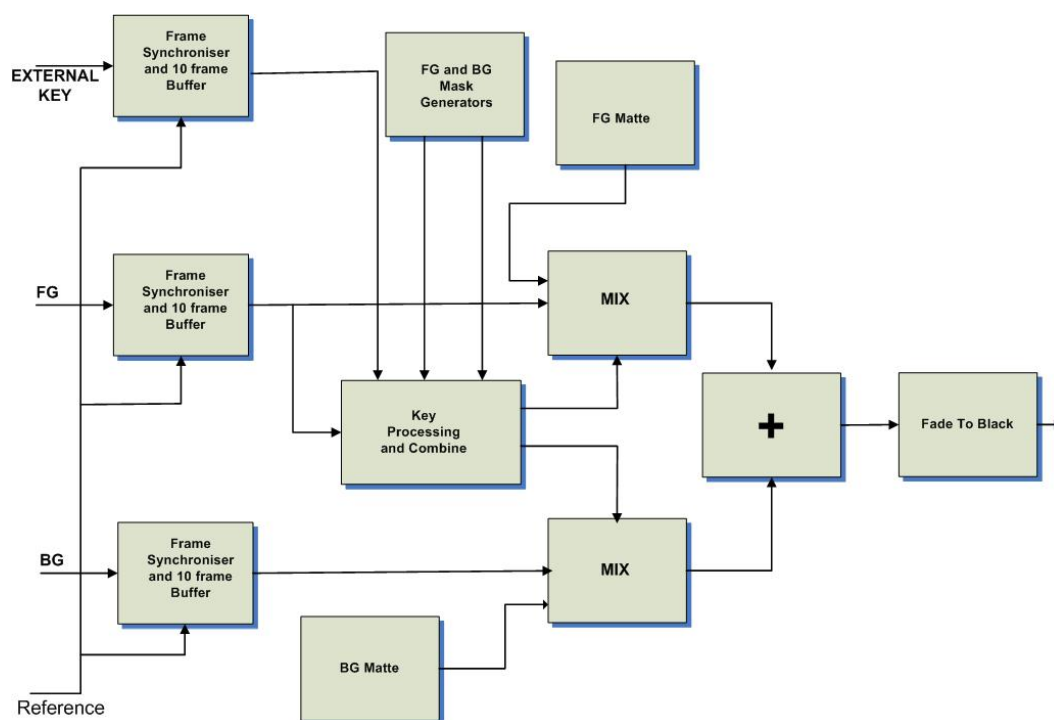 Frame
Synchroniser
and 10 frame
Buffer
EXTERNAL
KEY
FG and BG
Mask
Generators
FG Matte
Frame
Synchroniser
and 10 frame
Buffer
FG
MIX
Key
Processing
and Combine
+
Fade To Black
Frame
Synchroniser
and 10 frame
Buffer
BG
MIX
BG Matte
Reference